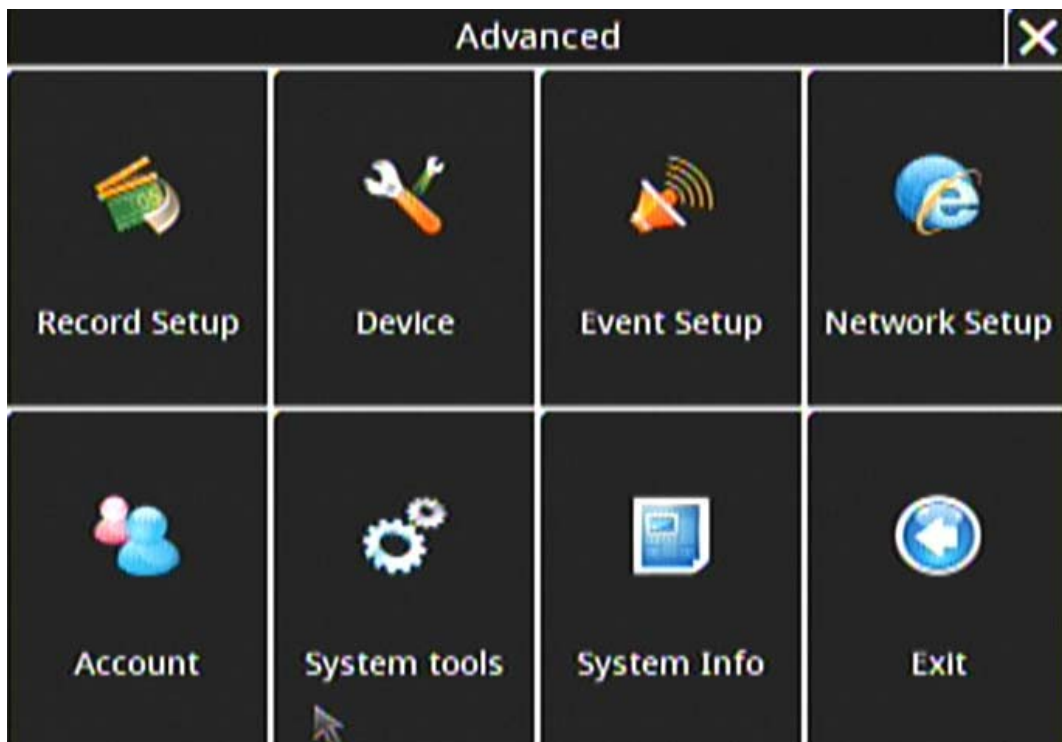 Advanced
Record Setup
Device
Event Setup
Network Setup
Account
System tools
System Info
Exit